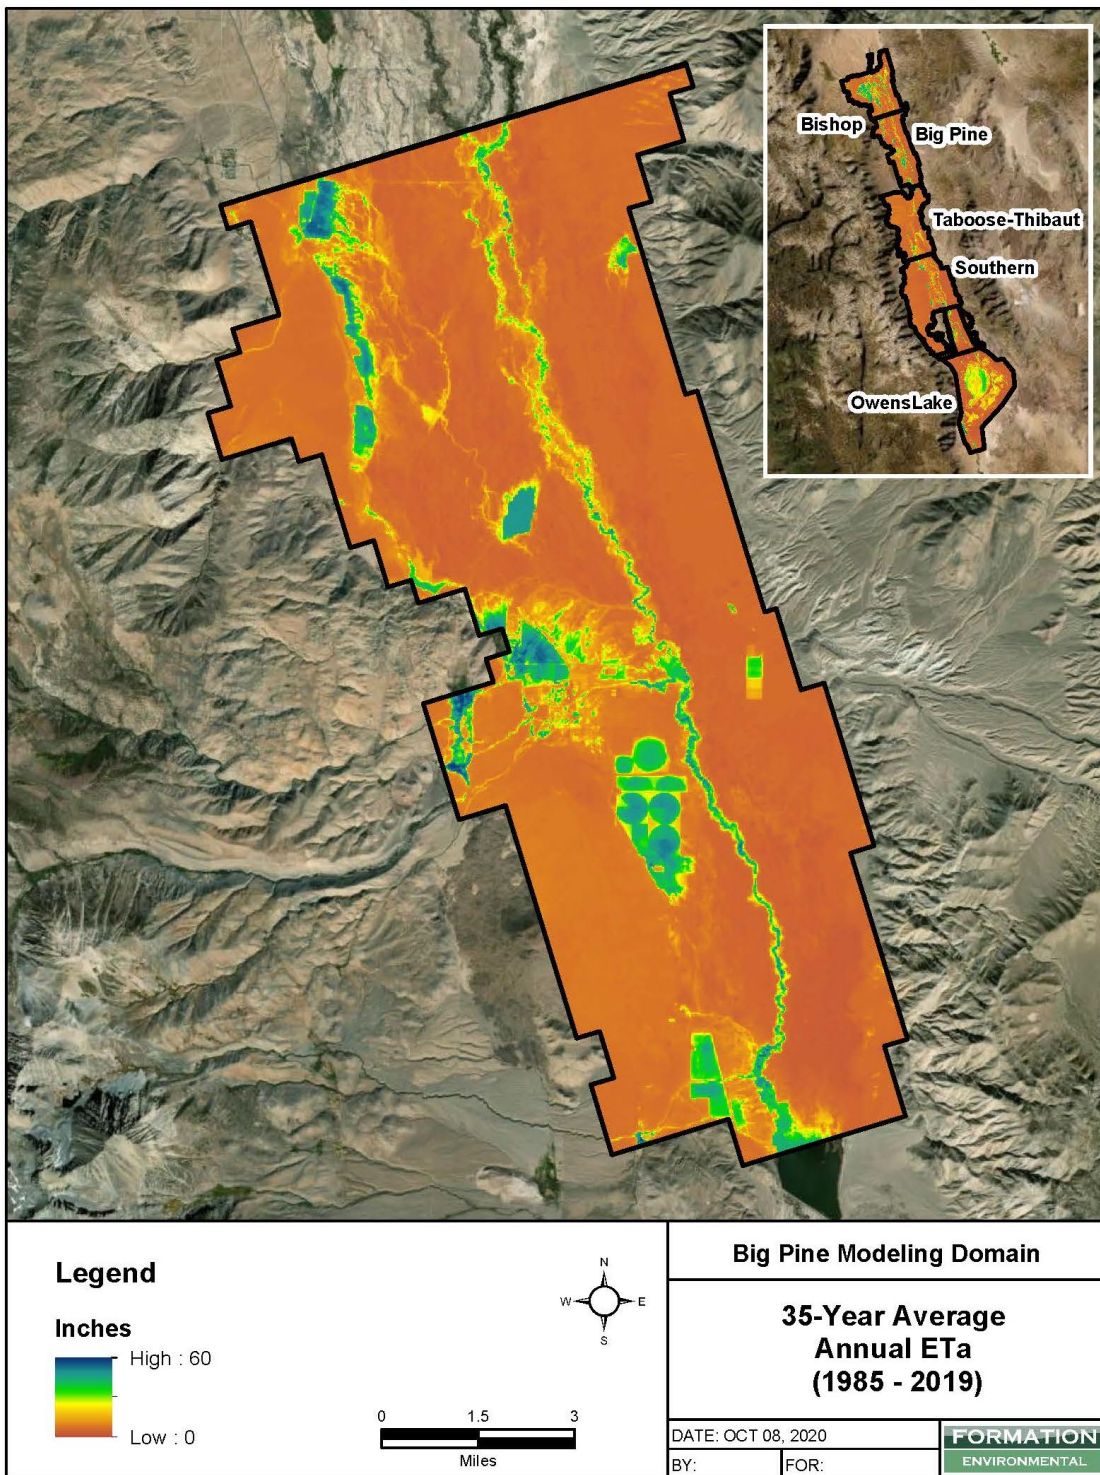 Bishop
Big Pine
Taboose-Thibaut
Southern
OwensLake
Legend
Inches
High : 60
Low : 0
N
W
E
S
0 1.5 3
Miles
Big Pine Modeling Domain
35-Year Average
Annual ETa
(1985 - 2019)
DATE: OCT 08, 2020
BY:
FOR:
FORMATION
ENVIRONMENTAL